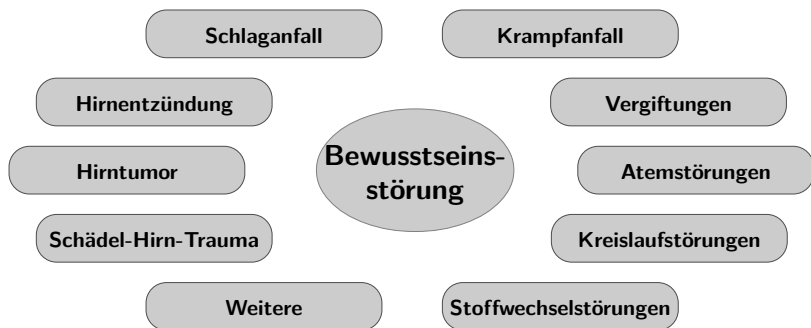 Schlaganfall
Krampfanfall
Hirnentzündung
Vergiftungen
Bewusstseins-
störung
Hirntumor
Atemstörungen
Schädel-Hirn-Trauma
Kreislaufstörungen
Weitere
Stoffwechselstörungen